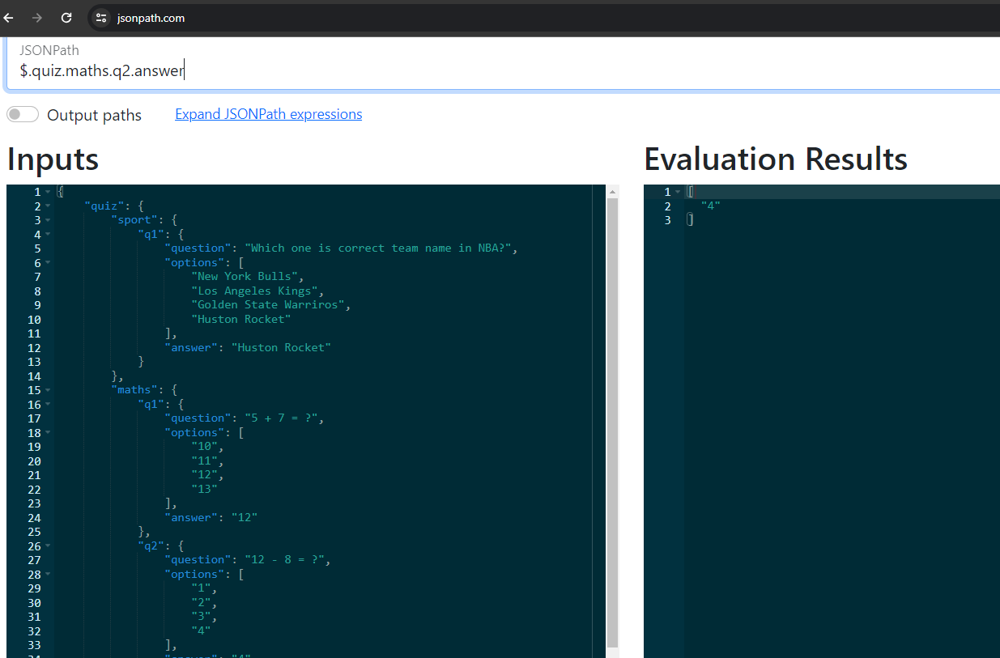 jsonpath.com
JSONPath
$.quiz.maths.q2.answer
Output paths
Expand JSONPath expressions
Inputs
1 {
2 "quiz": {
3 "sport": {
4 "q1": {
5 "question": "Which one is correct team name in NBA?",
6 "options": [
7 "New York Bulls",
8 "Los Angeles Kings",
9 "Golden State Warriros",
10 "Huston Rocket"
11 ],
12 "answer": "Huston Rocket"
13 }
14 },
15 "maths": {
16 "q1": {
17 "question": "5 + 7 = ?",
18 "options": [
19 "10",
20 "11",
21 "12",
22 "13"
23 ],
24 "answer": "12"
25 },
26 "q2": {
27 "question": "12 - 8 = ?",
28 "options": [
29 "1",
30 "2",
31 "3",
32 "4"
33 ],
34 "answer": "4"
Evaluation Results
1 [
2 "4"
3 ]